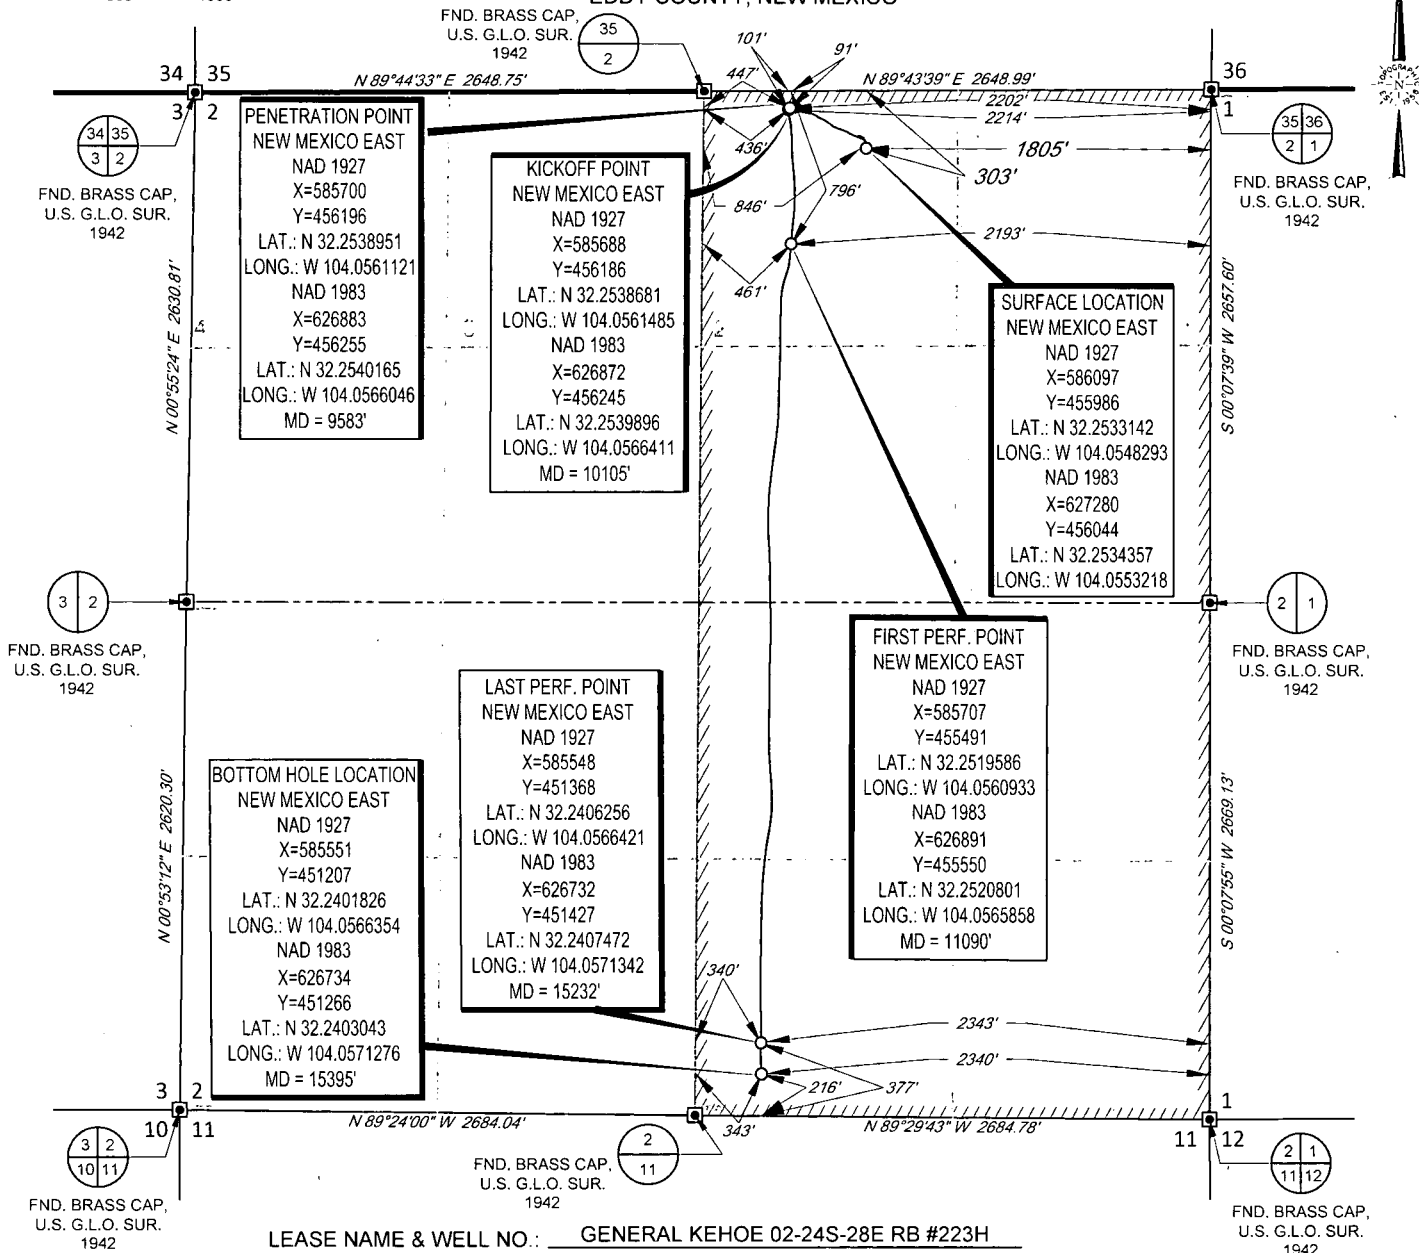 EDDY COUNTY, NEW MEXICO
FND. BRASS CAP,
U.S. G.L.O. SUR.
1942
35
2
101'
91'
34 35
3 2
N 89°44'33" E 2648.75'
447'
N 89°43'39" E 2648.99'
36
1
2202'
2214'
436'
1805'
303'
846'
796'
2193'
461'
34 35
3 2
FND. BRASS CAP,
U.S. G.L.O. SUR.
1942
35 36
2 1
FND. BRASS CAP,
U.S. G.L.O. SUR.
1942
PENETRATION POINT
NEW MEXICO EAST
NAD 1927
X=585700
Y=456196
LAT.: N 32.2538951
LONG.: W 104.0561121
NAD 1983
X=626883
Y=456255
LAT.: N 32.2540165
LONG.: W 104.0566046
MD = 9583'
KICKOFF POINT
NEW MEXICO EAST
NAD 1927
X=585688
Y=456186
LAT.: N 32.2538681
LONG.: W 104.0561485
NAD 1983
X=626872
Y=456245
LAT.: N 32.2539896
LONG.: W 104.0566411
MD = 10105'
SURFACE LOCATION
NEW MEXICO EAST
NAD 1927
X=586097
Y=455986
LAT.: N 32.2533142
LONG.: W 104.0548293
NAD 1983
X=627280
Y=456044
LAT.: N 32.2534357
LONG.: W 104.0553218
N 00°55'24" E 2630.81'
S 00°07'39" W 2657.60'
3 2
FND. BRASS CAP,
U.S. G.L.O. SUR.
1942
2 1
FND. BRASS CAP,
U.S. G.L.O. SUR.
1942
FIRST PERF. POINT
NEW MEXICO EAST
NAD 1927
X=585707
Y=455491
LAT.: N 32.2519586
LONG.: W 104.0560933
NAD 1983
X=626891
Y=455550
LAT.: N 32.2520801
LONG.: W 104.0565858
MD = 11090'
LAST PERF. POINT
NEW MEXICO EAST
NAD 1927
X=585548
Y=451368
LAT.: N 32.2406256
LONG.: W 104.0566421
NAD 1983
X=626732
Y=451427
LAT.: N 32.2407472
LONG.: W 104.0571342
MD = 15232'
BOTTOM HOLE LOCATION
NEW MEXICO EAST
NAD 1927
X=585551
Y=451207
LAT.: N 32.2401826
LONG.: W 104.0566354
NAD 1983
X=626734
Y=451266
LAT.: N 32.2403043
LONG.: W 104.0571276
MD = 15395'
N 00°53'12" E 2620.30'
S 00°07'55" W 2669.13'
340'
2343'
2340'
216'
377'
343'
3 2
10 11
N 89°24'00" W 2684.04'
N 89°29'43" W 2684.78'
1
11 12
3 2
10 11
FND. BRASS CAP,
U.S. G.L.O. SUR.
1942
FND. BRASS CAP,
U.S. G.L.O. SUR.
1942
2
11
2 1
11 12
FND. BRASS CAP,
U.S. G.L.O. SUR.
1942
LEASE NAME & WELL NO.: GENERAL KEHOE 02-24S-28E RB #223H